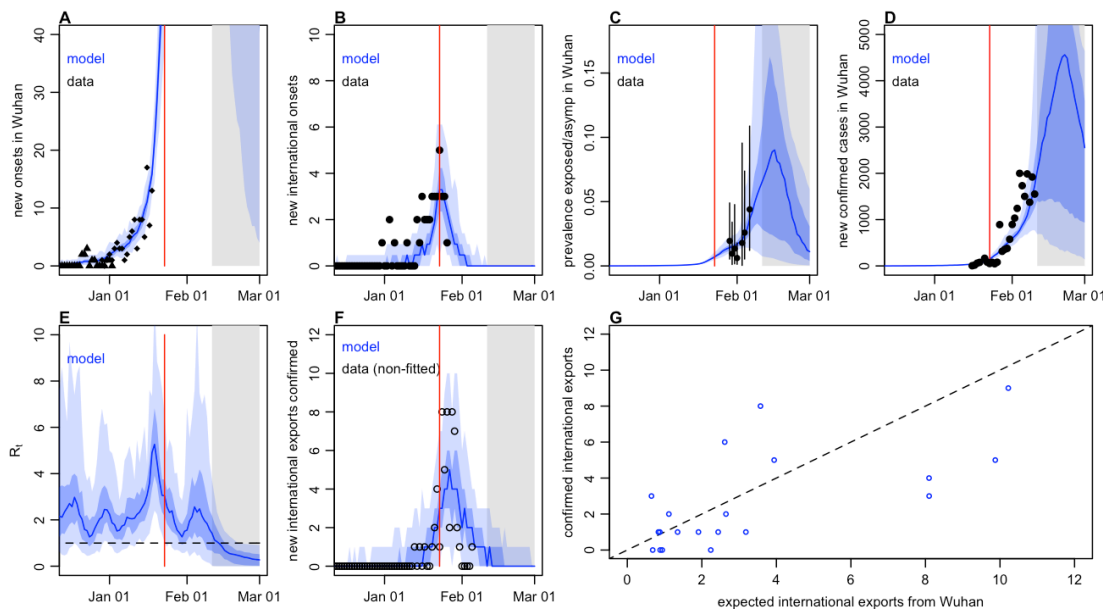 A
new onsets in Wuhan
40
30
20
10
0
model
data
Jan 01
Feb 01
Mar 01
B
new international onsets
10
8
6
4
2
0
model
data
Jan 01
Feb 01
Mar 01
C
prevalence exposed/asymp in Wuhan
0.15
0.10
0.05
0.00
model
data
Jan 01
Feb 01
Mar 01
D
new confirmed cases in Wuhan
5000
4000
3000
2000
1000
0
model
data
Jan 01
Feb 01
Mar 01
E
Rt
10
8
6
4
2
0
model
Jan 01
Feb 01
Mar 01
F
new international exports confirmed
12
10
8
6
4
2
0
model
data (non-fitted)
Jan 01
Feb 01
Mar 01
G
confirmed international exports
12
10
8
6
4
2
0
0 2 4 6 8 10 12
expected international exports from Wuhan